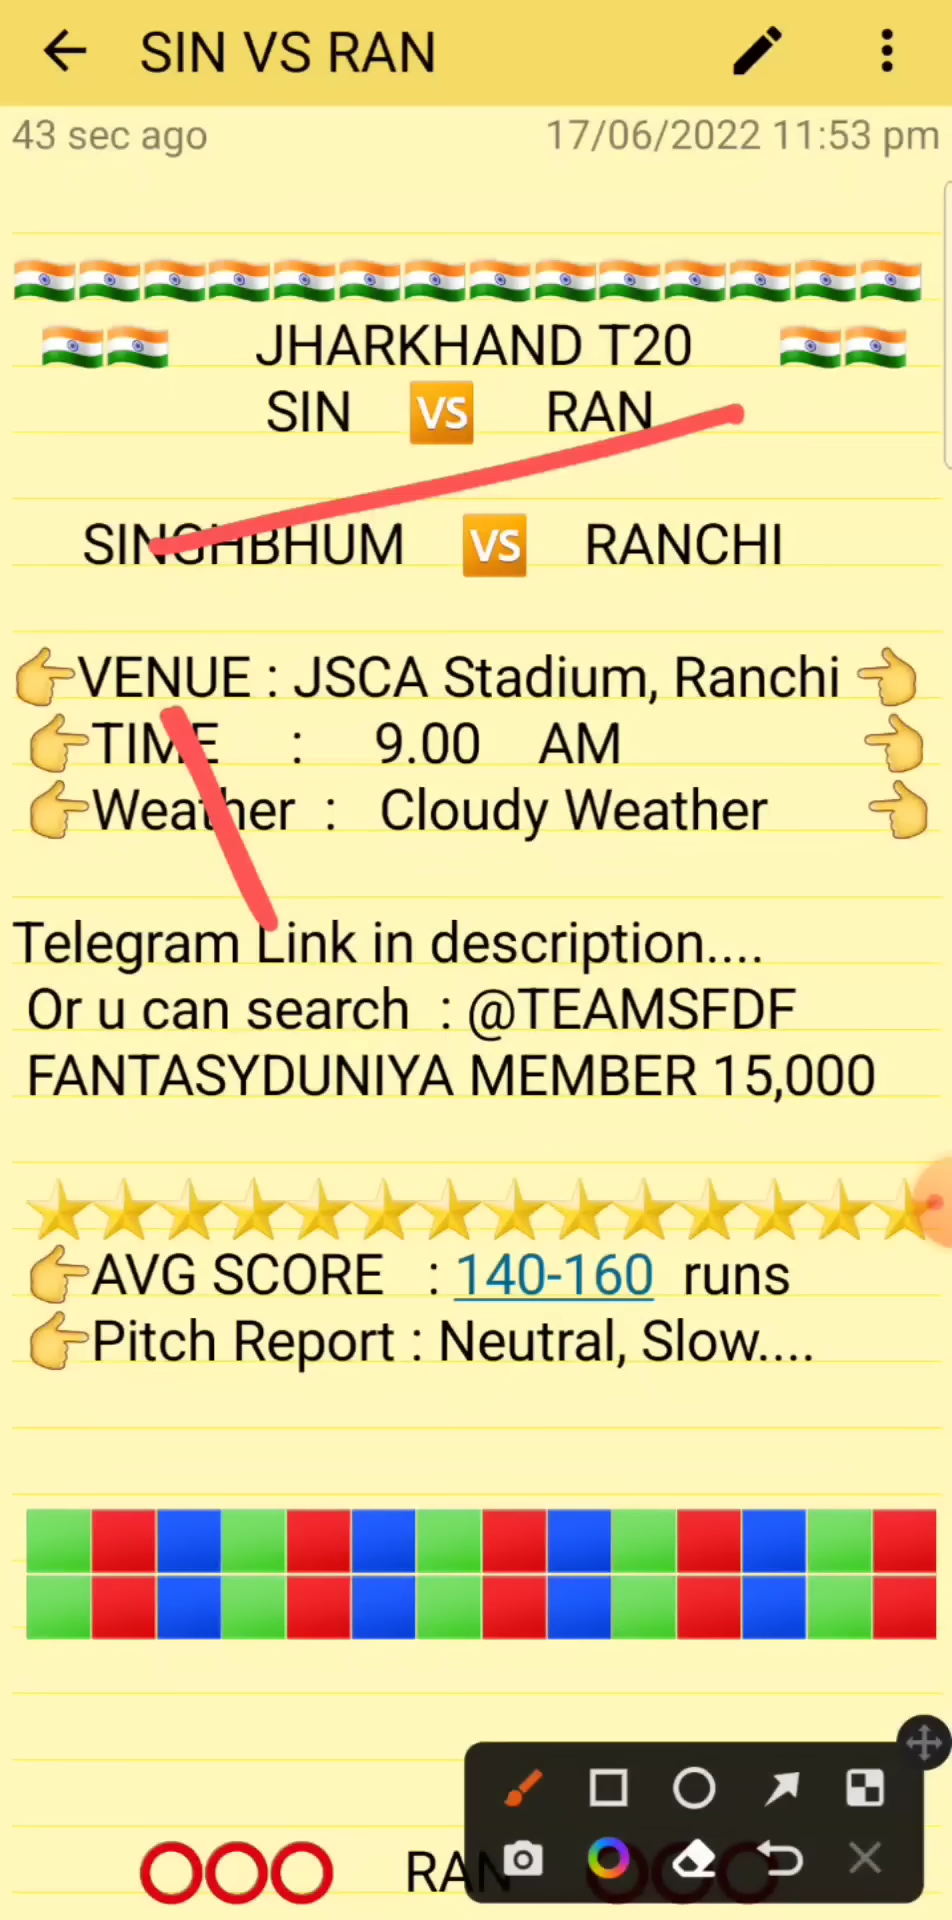 SIN VS RAN
43 sec ago 17/06/2022 11:53 pm
JHARKHAND T20
SIN VS RAN
SINGHBHUM VS RANCHI
VENUE : JSCA Stadium, Ranchi
TIME : 9.00 AM
Weather : Cloudy Weather
Telegram Link in description....
Or u can search : @TEAMSFDF
FANTASYDUNIYA MEMBER 15,000
AVG SCORE : 140-160 runs
Pitch Report : Neutral, Slow....
RAN